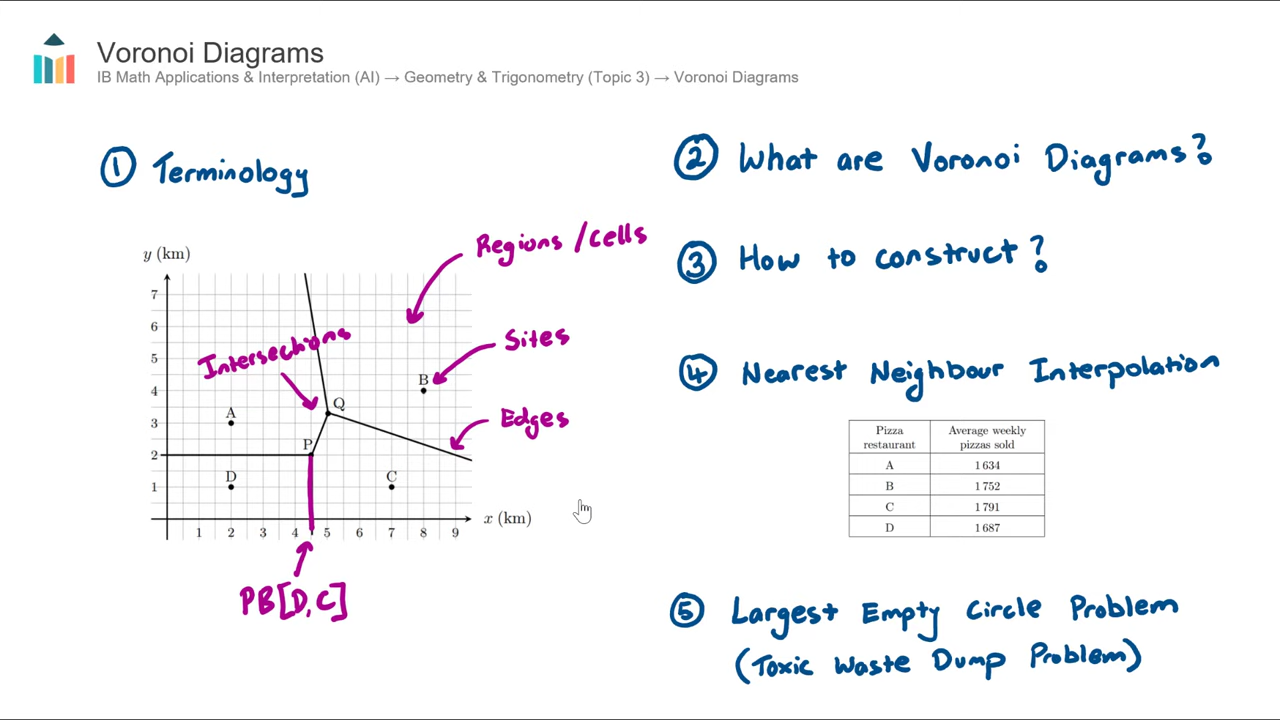 Voronoi Diagrams
IB Math Applications & Interpretation (AI) → Geometry & Trigonometry (Topic 3) → Voronoi Diagrams
① Terminology
y (km)
7
6
5
4
3
2
1
1 2 3 4 5 6 7 8 9
x (km)
A
B
C
D
P
Q
Regions / cells
Intersections
Sites
Edges
PB[D,C]
② What are Voronoi Diagrams?
③ How to construct?
④ Nearest Neighbour Interpolation
Pizza restaurant Average weekly pizzas sold
A 1 634
B 1 752
C 1 791
D 1 687
⑤ Largest Empty Circle Problem
(Toxic Waste Dump Problem)